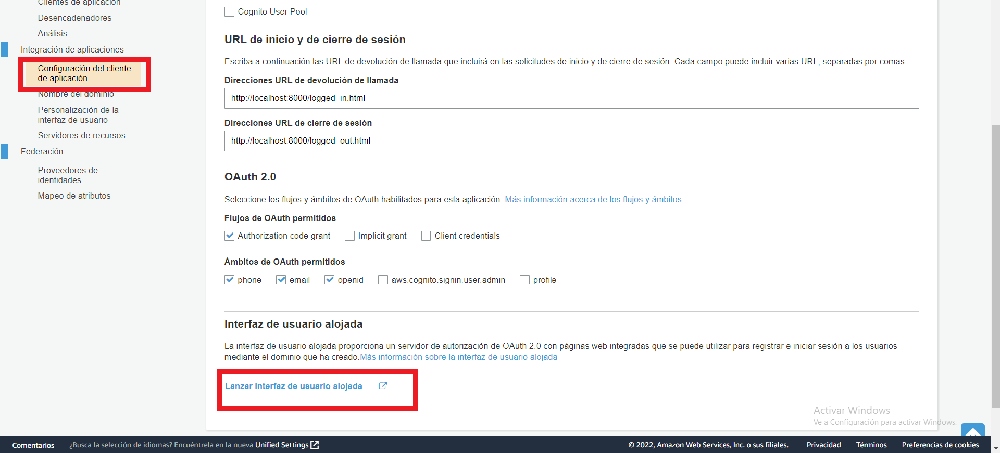 Clientes de aplicación
Desencadenadores
Análisis
Integración de aplicaciones
Configuración del cliente
de aplicación
Nombre del dominio
Personalización de la
interfaz de usuario
Servidores de recursos
Federación
Proveedores de
identidades
Mapeo de atributos
Cognito User Pool
URL de inicio y de cierre de sesión
Escriba a continuación las URL de devolución de llamada que incluirá en las solicitudes de inicio y de cierre de sesión. Cada campo puede incluir varias URL, separadas por comas.
Direcciones URL de devolución de llamada
http://localhost:8000/logged_in.html
Direcciones URL de cierre de sesión
http://localhost:8000/logged_out.html
OAuth 2.0
Seleccione los flujos y ámbitos de OAuth habilitados para esta aplicación. Más información acerca de los flujos y ámbitos.
Flujos de OAuth permitidos
Authorization code grant Implicit grant Client credentials
Ámbitos de OAuth permitidos
phone email openid aws.cognito.signin.user.admin profile
Interfaz de usuario alojada
La interfaz de usuario alojada proporciona un servidor de autorización de OAuth 2.0 con páginas web integradas que se puede utilizar para registrar e iniciar sesión a los usuarios
mediante el dominio que ha creado.Más información sobre la interfaz de usuario alojada
Lanzar interfaz de usuario alojada
Activar Windows
Ve a Configuración para activar Windows.
Comentarios ¿Busca la selección de idiomas? Encuéntrela en la nueva Unified Settings © 2022, Amazon Web Services, Inc. o sus filiales. Privacidad Términos Preferencias de cookies